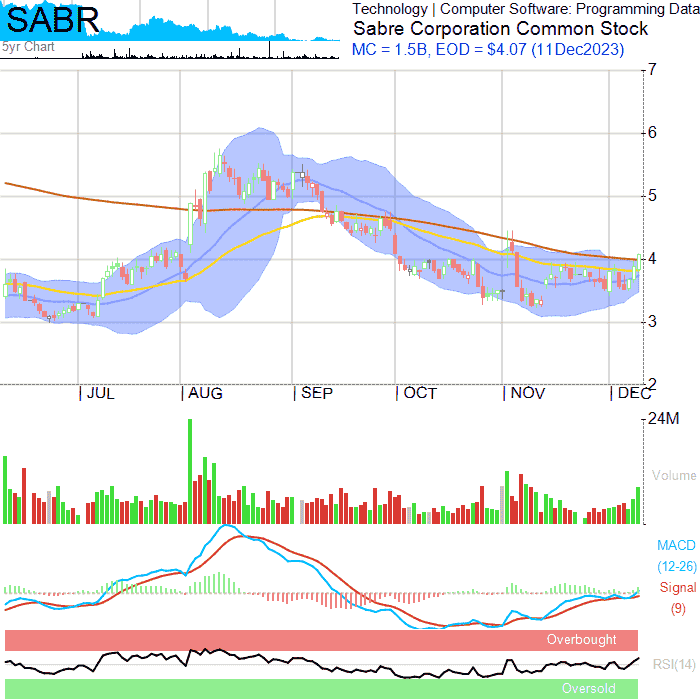 SABR
5yr Chart
Technology | Computer Software: Programming Data
Sabre Corporation Common Stock
MC = 1.5B, EOD = $4.07 (11Dec2023)
7
6
5
4
3
2
JUL AUG SEP OCT NOV DEC
24M
Volume
MACD
(12-26)
Signal
(9)
Overbought
RSI(14)
Oversold